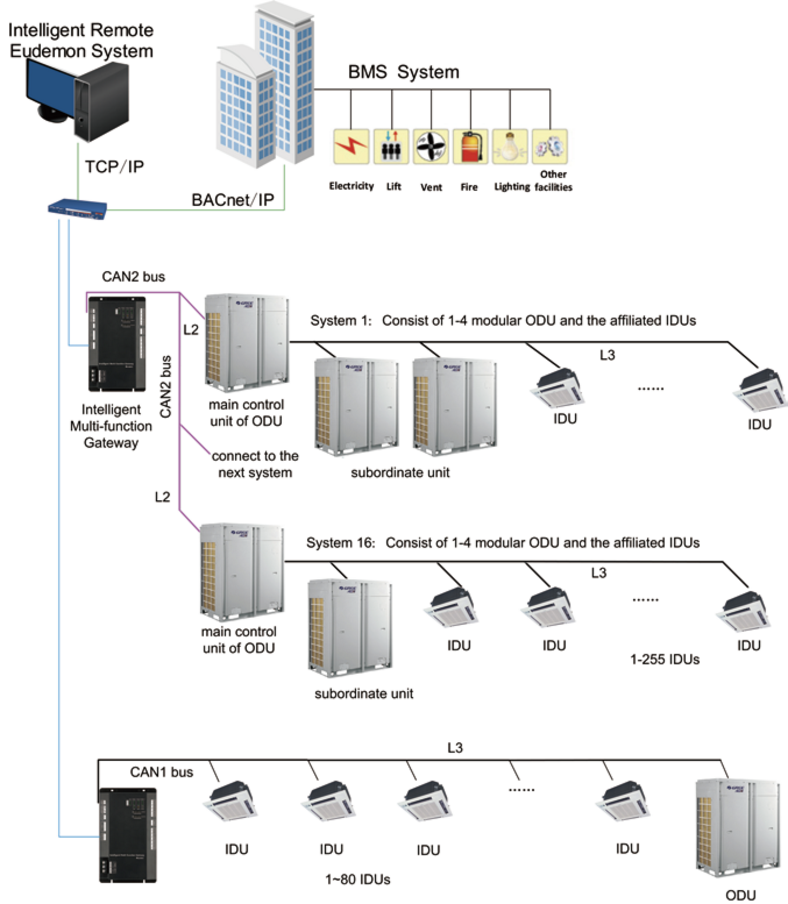 Intelligent Remote
Eudemon System
BMS System
TCP/IP
BACnet/IP
Electricity
Lift
Vent
Fire
Lighting
Other
facilities
CAN2 bus
CAN2 bus
L2
System 1: Consist of 1-4 modular ODU and the affiliated IDUs
L3
Intelligent
Multi-function
Gateway
main control
unit of ODU
IDU
......
IDU
connect to the
next system
subordinate unit
L2
System 16: Consist of 1-4 modular ODU and the affiliated IDUs
L3
main control
unit of ODU
IDU
IDU
......
IDU
1-255 IDUs
subordinate unit
L3
CAN1 bus
......
IDU
IDU
IDU
IDU
1~80 IDUs
ODU